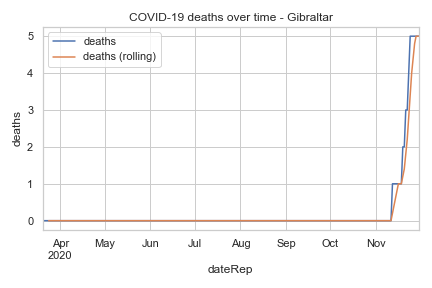 COVID-19 deaths over time - Gibraltar
deaths
deaths (rolling)
5
4
3
2
1
0
deaths
Apr May Jun Jul Aug Sep Oct Nov
2020
dateRep